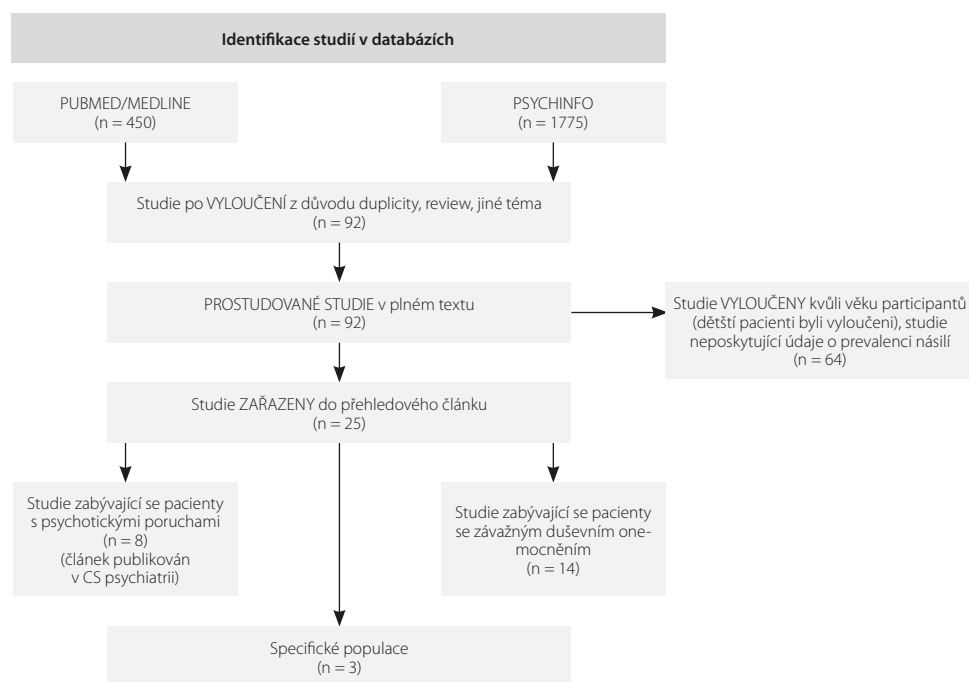 Identifikace studií v databázích
PUBMED/MEDLINE
(n = 450)
PSYCHINFO
(n = 1775)
Studie po VYLOUČENÍ z důvodu duplicity, review, jiné téma
(n = 92)
PROSTUDOVANÉ STUDIE v plném textu
(n = 92)
Studie VYLOUČENY kvůli věku participantů
(dětští pacienti byli vyloučeni), studie
neposkytující údaje o prevalenci násilí
(n = 64)
Studie ZAŘAZENY do přehledového článku
(n = 25)
Studie zabývající se pacienty
s psychotickými poruchami
(n = 8)
(článek publikován
v CS psychiatrii)
Studie zabývající se pacienty
se závažným duševním one-
mocněním
(n = 14)
Specifické populace
(n = 3)